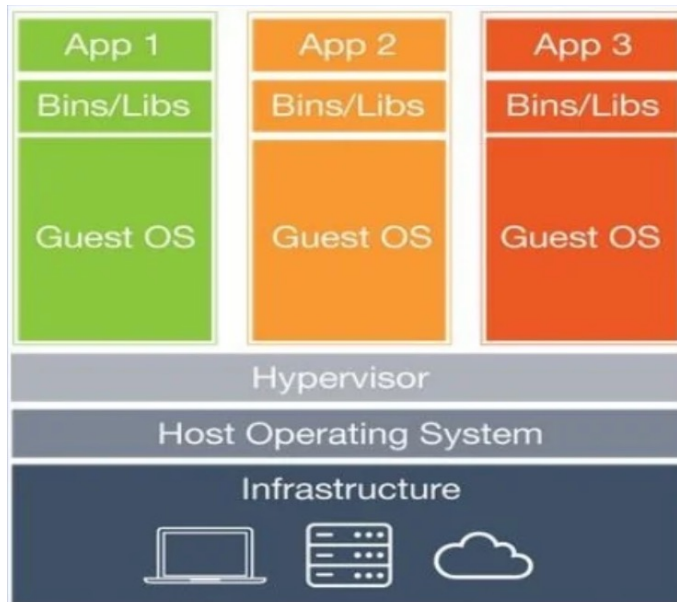 App 1
App 2
App 3
Bins/Libs
Bins/Libs
Bins/Libs
Guest OS
Guest OS
Guest OS
Hypervisor
Host Operating System
Infrastructure